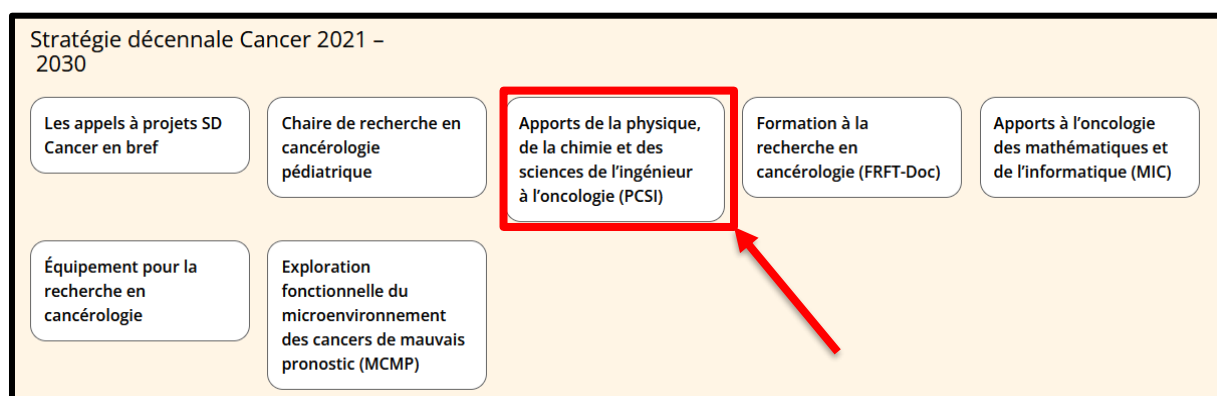 Stratégie décennale Cancer 2021 –
2030
Les appels à projets SD
Cancer en bref
Chaire de recherche en
cancérologie
pédiatrique
Apports de la physique,
de la chimie et des
sciences de l’ingénieur
à l’oncologie (PCSI)
Formation à la
recherche en
cancérologie (FRFT-Doc)
Apports à l’oncologie
des mathématiques et
de l’informatique (MIC)
Équipement pour la
recherche en
cancérologie
Exploration
fonctionnelle du
microenvironnement
des cancers de mauvais
pronostic (MCMP)